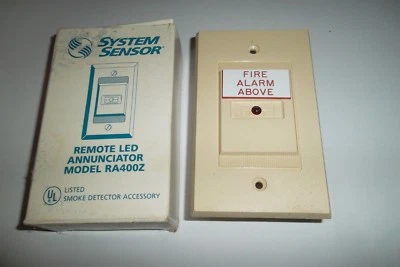 SYSTEM
SENSOR
REMOTE LED
ANNUNCIATOR
MODEL RA400Z
UL
LISTED
SMOKE DETECTOR ACCESSORY
FIRE
ALARM
ABOVE